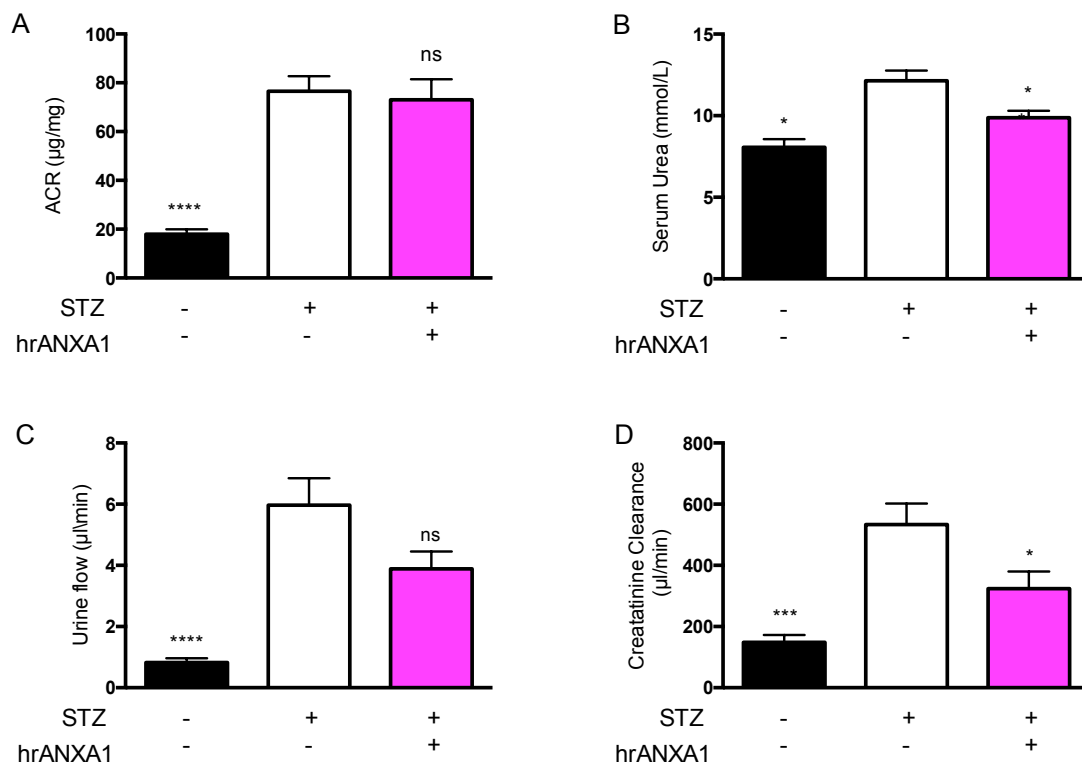 A
ACR (µg/mg)
100
80
60
40
20
0
****
ns
STZ - + +
hrANXA1 - - +
B
Serum Urea (mmol/L)
15
10
5
0
*
*
*
STZ - + +
hrANXA1 - - +
C
Urine flow (µl\min)
8
6
4
2
0
****
ns
STZ - + +
hrANXA1 - - +
D
Creatatinine Clearance
(µl/min)
800
600
400
200
0
***
*
STZ - + +
hrANXA1 - - +